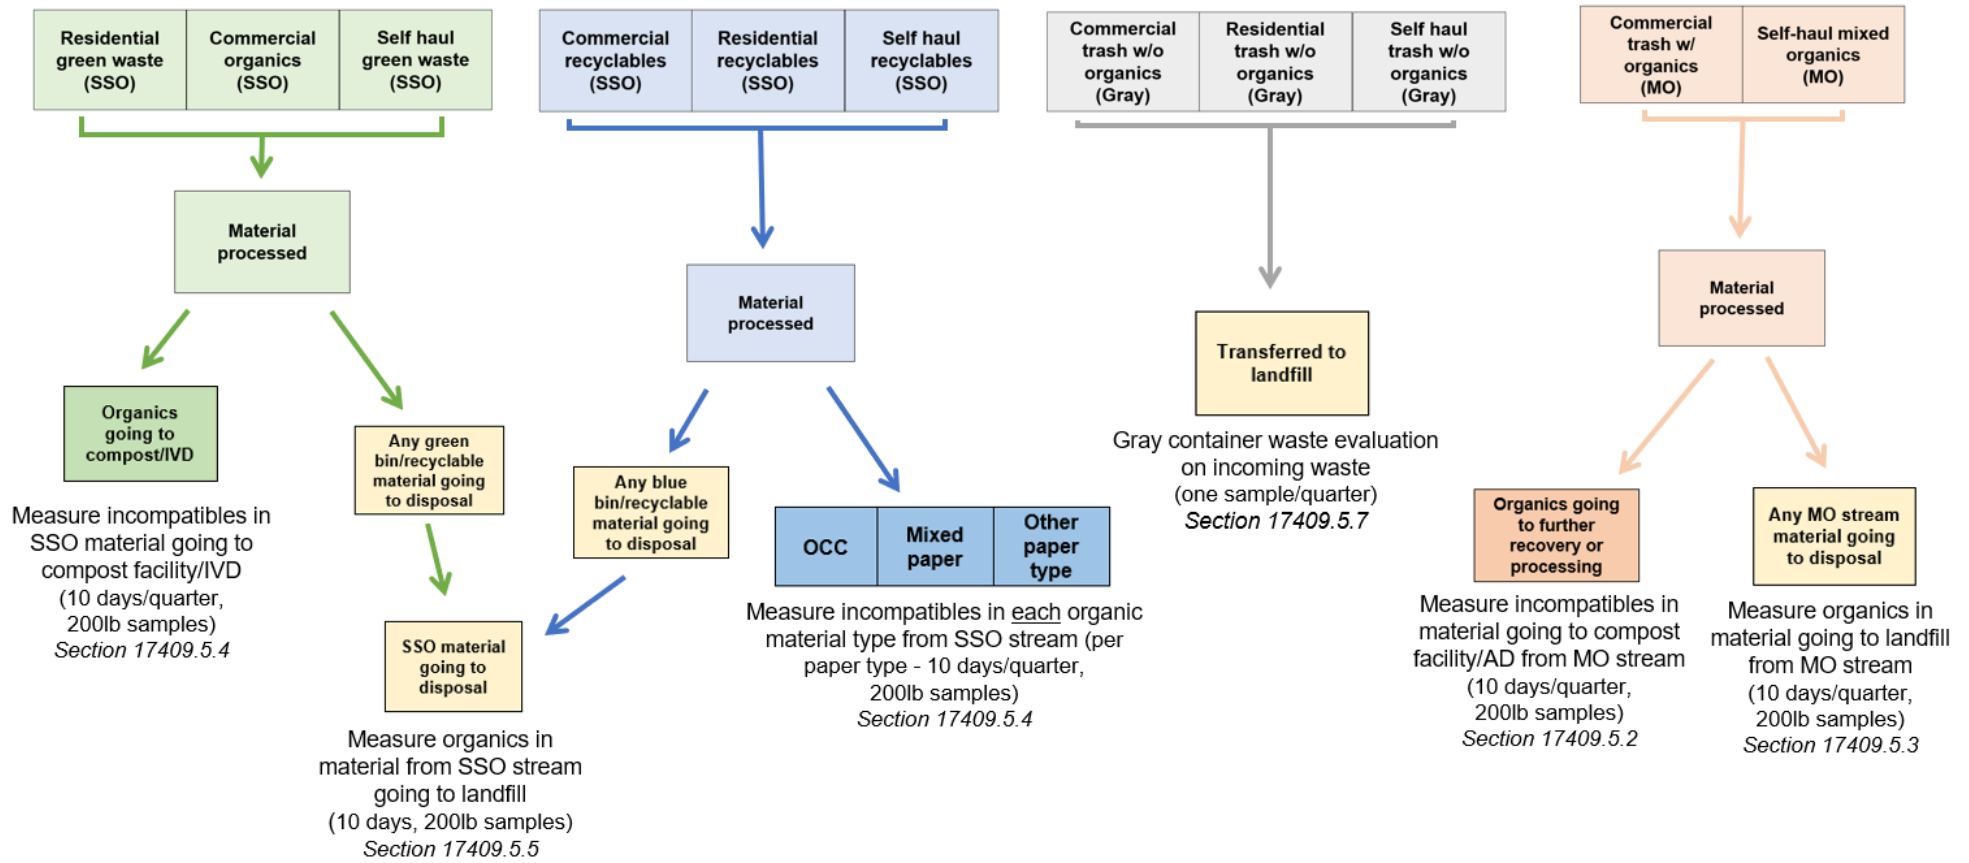 Residential
green waste
(SSO)
Commercial
organics
(SSO)
Self haul
green waste
(SSO)
Material
processed
Organics
going to
compost/IVD
Measure incompatibles in
SSO material going to
compost facility/IVD
(10 days/quarter,
200lb samples)
Section 17409.5.4
Any green
bin/recyclable
material going
to disposal
SSO material
going to
disposal
Measure organics in
material from SSO stream
going to landfill
(10 days, 200lb samples)
Section 17409.5.5
Commercial
recyclables
(SSO)
Residential
recyclables
(SSO)
Self haul
recyclables
(SSO)
Material
processed
Any blue
bin/recyclable
material going
to disposal
OCC
Mixed
paper
Other
paper
type
Measure incompatibles in each organic
material type from SSO stream (per
paper type - 10 days/quarter,
200lb samples)
Section 17409.5.4
Commercial
trash w/o
organics
(Gray)
Residential
trash w/o
organics
(Gray)
Self haul
trash w/o
organics
(Gray)
Transferred to
landfill
Gray container waste evaluation
on incoming waste
(one sample/quarter)
Section 17409.5.7
Commercial
trash w/
organics
(MO)
Self-haul mixed
organics
(MO)
Material
processed
Organics going
to further
recovery or
processing
Measure incompatibles in
material going to compost
facility/AD from MO stream
(10 days/quarter,
200lb samples)
Section 17409.5.2
Any MO stream
material going
to disposal
Measure organics in
material going to landfill
from MO stream
(10 days/quarter,
200lb samples)
Section 17409.5.3